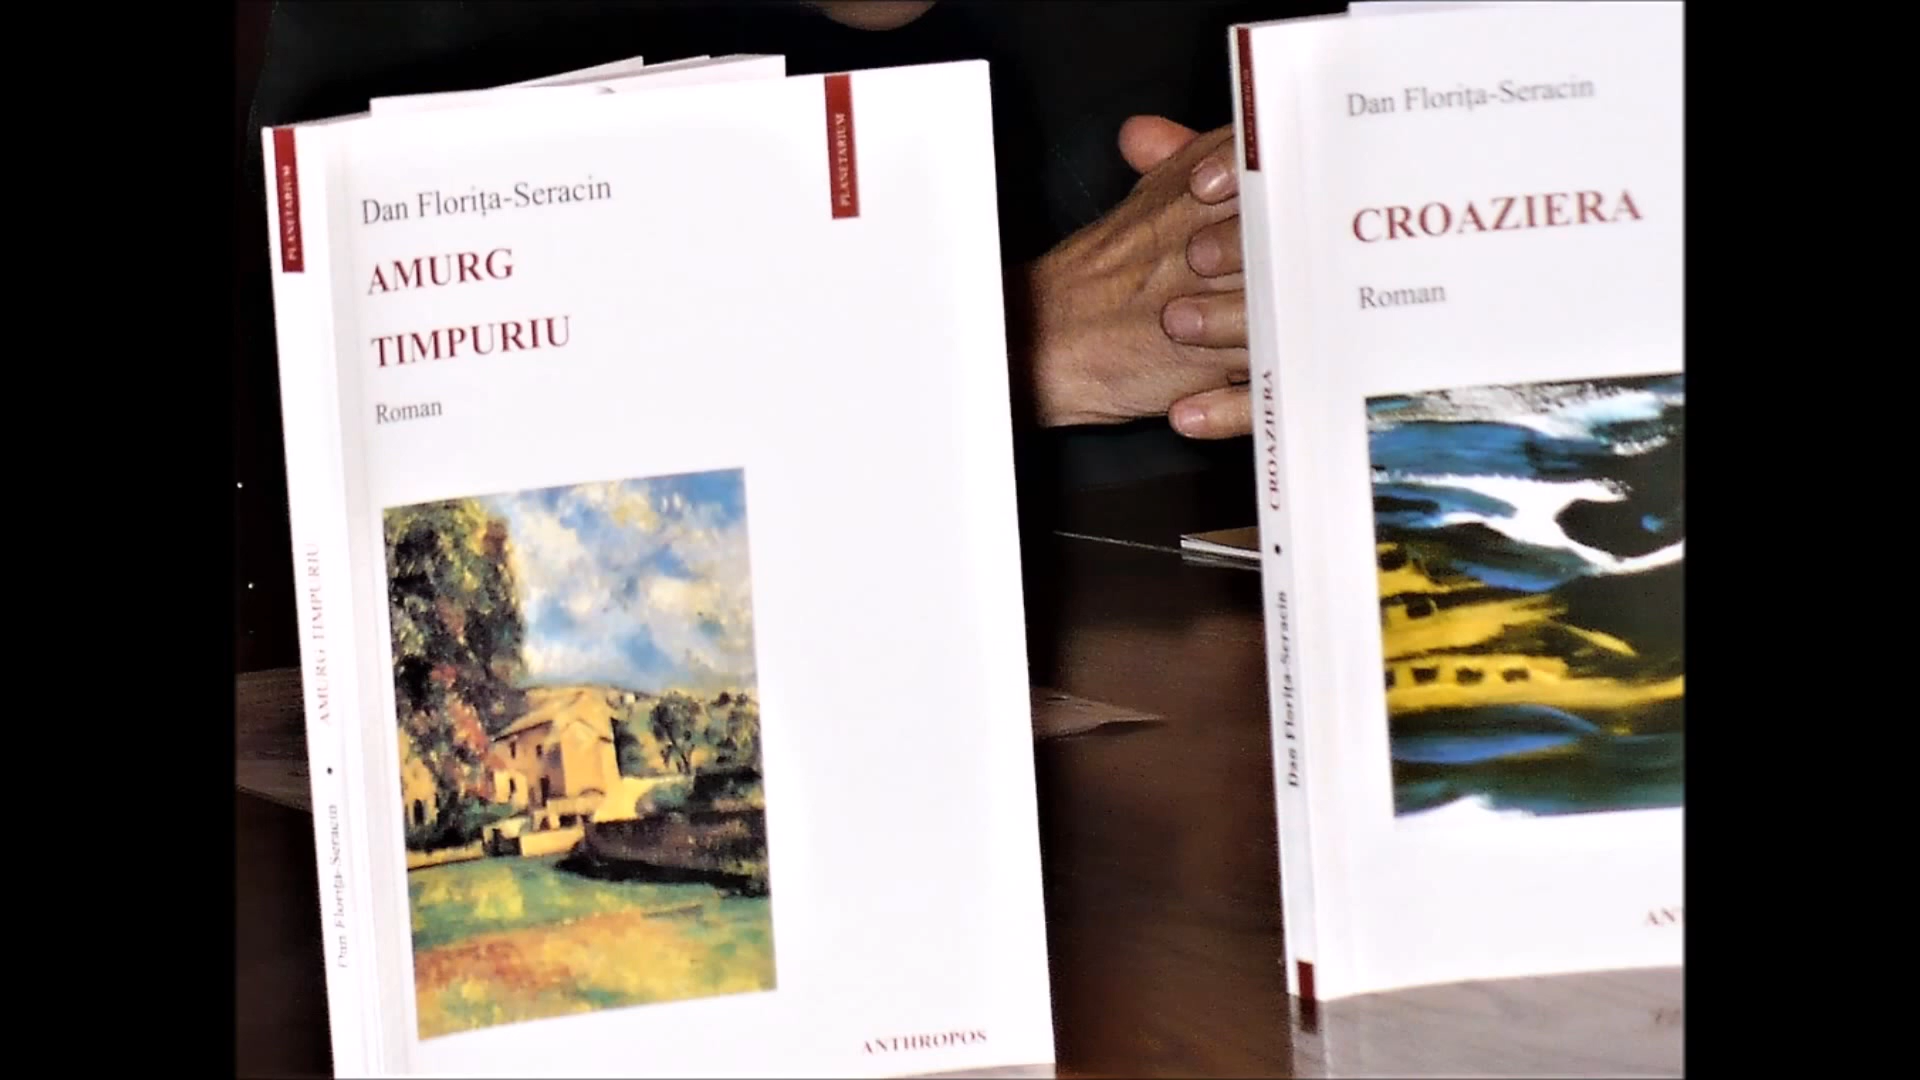 PLANETARIUM
PLANETARIUM
Dan Florița-Seracin
AMURG
TIMPURIU
Roman
ANTHROPOS
Dan Florița-Seracin • AMURG TIMPURIU
PLANETARIUM
Dan Florița-Seracin
CROAZIERA
Roman
Dan Florița-Seracin • CROAZIERA